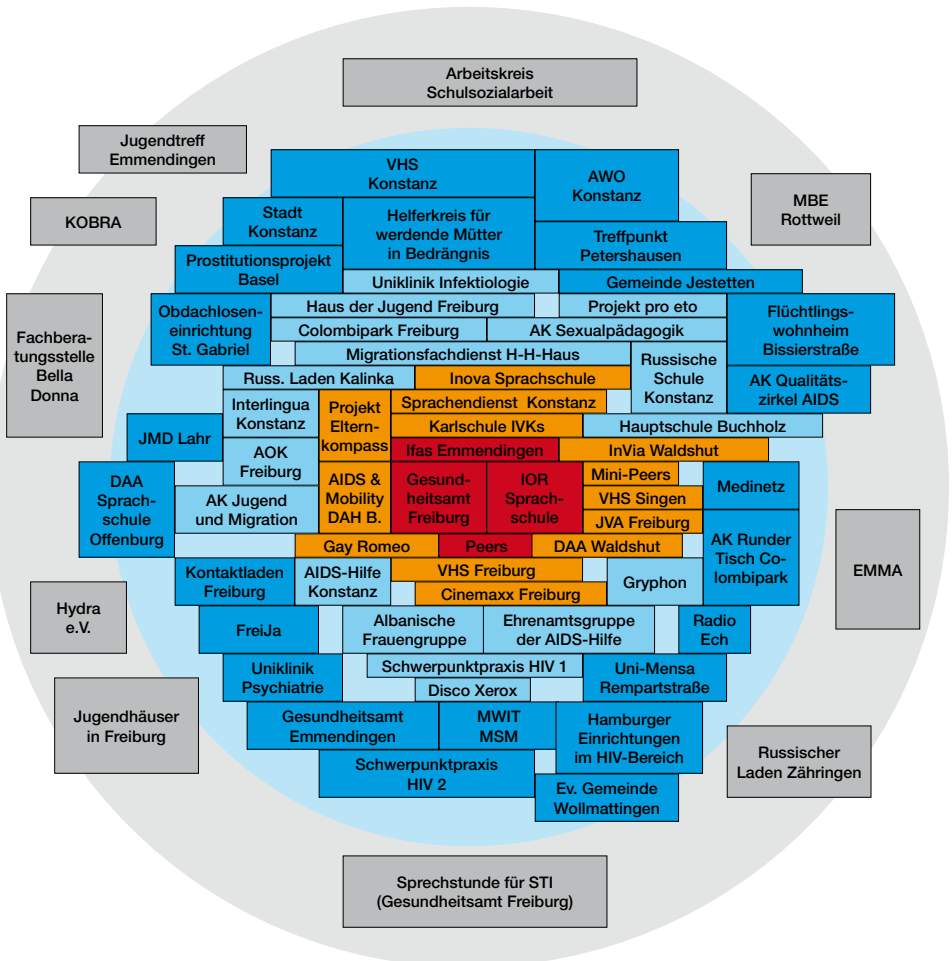 Arbeitskreis
Schulsozialarbeit
Jugendtreff
Emmendingen
KOBRA
MBE
Rottweil
VHS
Konstanz
AWO
Konstanz
Stadt
Konstanz
Helferkreis für
werdende Mütter
in Bedrängnis
Treffpunkt
Petershausen
Prostitutionsprojekt
Basel
Uniklinik Infektiologie
Gemeinde Jestetten
Fachbera-
tungsstelle
Bella
Donna
Obdachlosen-
einrichtung
St. Gabriel
Haus der Jugend Freiburg
Projekt pro eto
Flüchtlings-
wohnheim
Bissierstraße
Colombipark Freiburg
AK Sexualpädagogik
Migrationsfachdienst H-H-Haus
Russische
Schule
Konstanz
Russ. Laden Kalinka
Inova Sprachschule
AK Qualitäts-
zirkel AIDS
Interlingua
Konstanz
Projekt
Eltern-
kompass
Sprachendienst Konstanz
JMD Lahr
Karlschule IVKs
Hauptschule Buchholz
AOK
Freiburg
Ifas Emmendingen
InVia Waldshut
DAA
Sprach-
schule
Offenburg
AK Jugend
und Migration
AIDS &
Mobility
DAH B.
Gesund-
heitsamt
Freiburg
IOR
Sprach-
schule
Mini-Peers
VHS Singen
JVA Freiburg
Medinetz
AK Runder
Tisch Co-
lombipark
EMMA
Gay Romeo
Peers
DAA Waldshut
Kontaktladen
Freiburg
AIDS-Hilfe
Konstanz
VHS Freiburg
Cinemaxx Freiburg
Gryphon
Hydra
e.V.
FreiJa
Albanische
Frauengruppe
Ehrenamtsgruppe
der AIDS-Hilfe
Radio
Ech
Uniklinik
Psychiatrie
Schwerpunktpraxis HIV 1
Disco Xerox
Uni-Mensa
Rempartstraße
Jugendhäuser
in Freiburg
Gesundheitsamt
Emmendingen
MWIT
MSM
Hamburger
Einrichtungen
im HIV-Bereich
Russischer
Laden Zähringen
Schwerpunktpraxis
HIV 2
Ev. Gemeinde
Wollmattingen
Sprechstunde für STI
(Gesundheitsamt Freiburg)